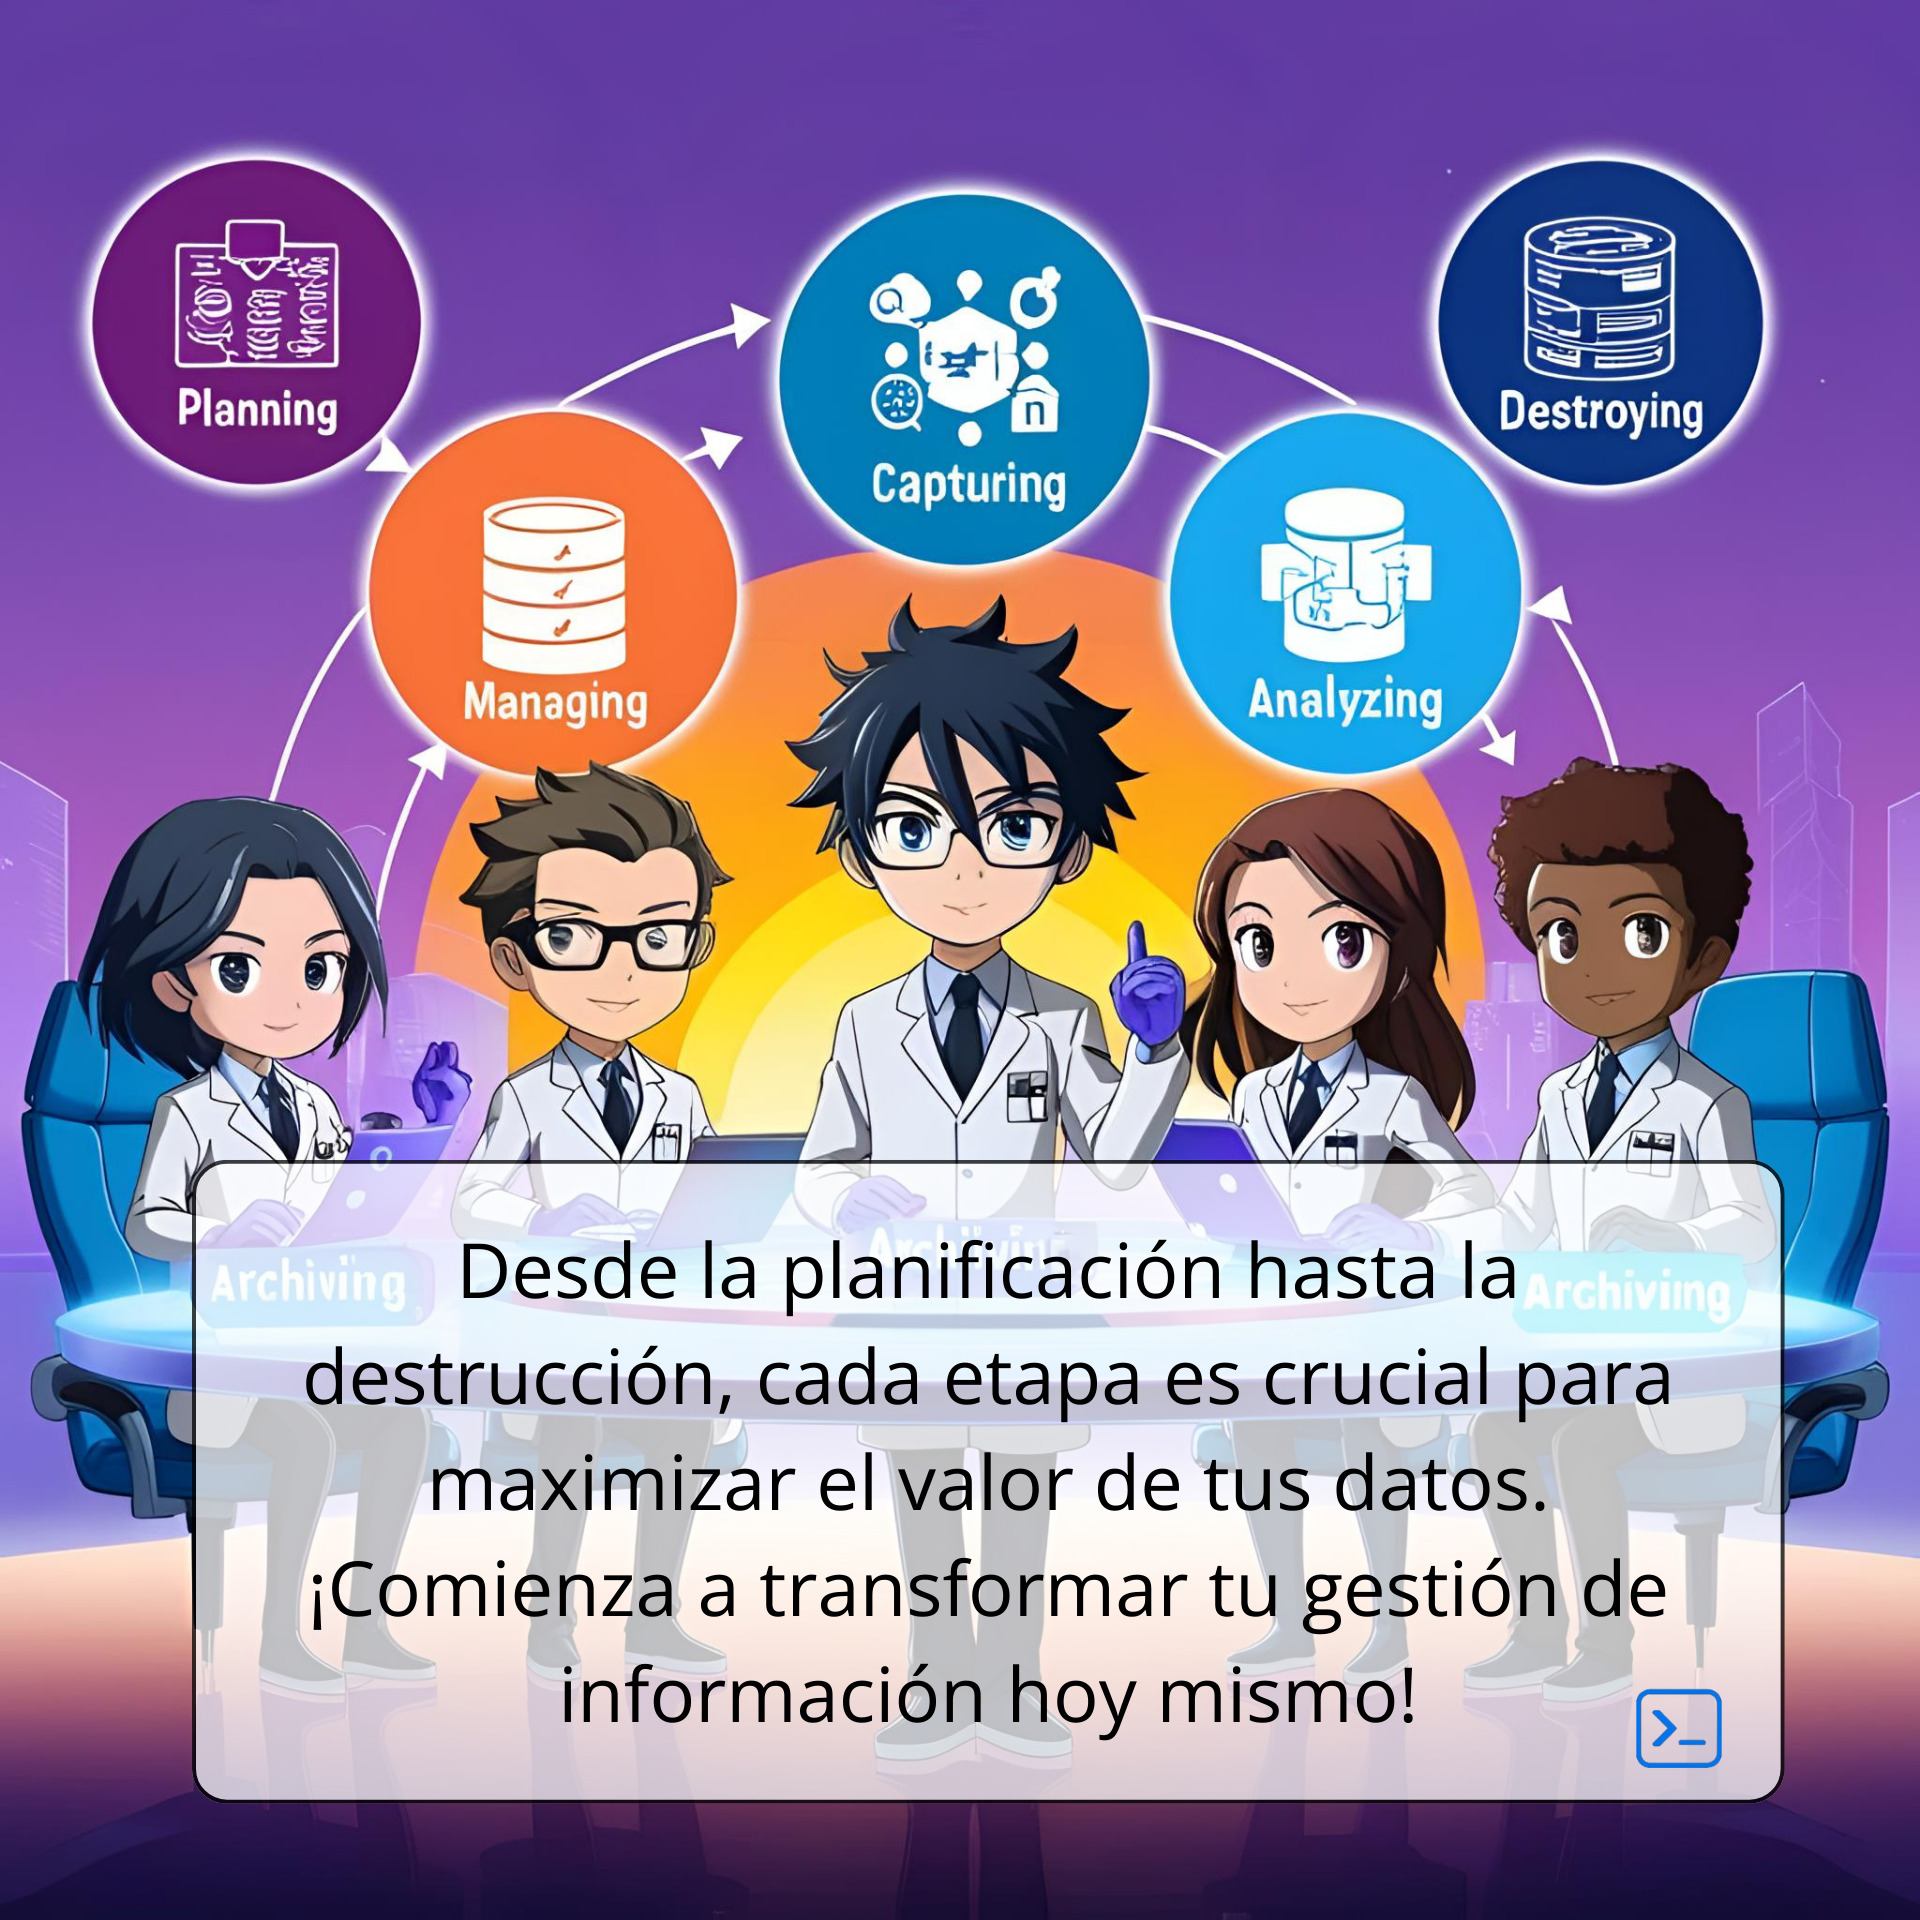 Planning
Destroying
Capturing
Managing
Analyzing
Archiving
Archiving
Archiviing
Desde la planificación hasta la
destrucción, cada etapa es crucial para
maximizar el valor de tus datos.
¡Comienza a transformar tu gestión de
información hoy mismo!